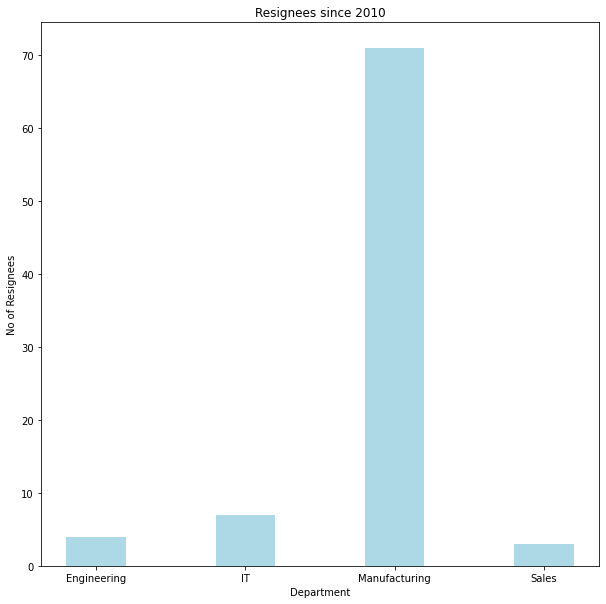 Resignees since 2010
No of Resignees
70
60
50
40
30
20
10
0
Engineering IT Manufacturing Sales
Department